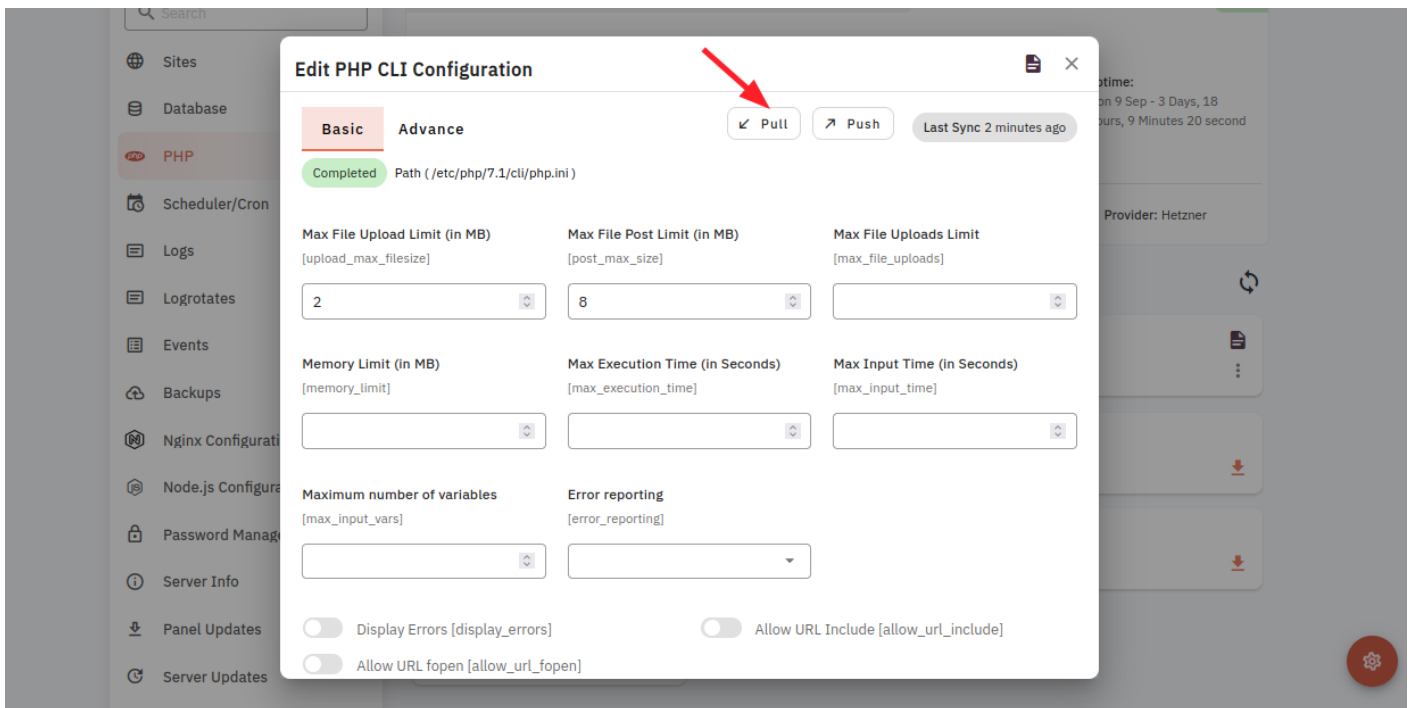 Search
Sites
Database
php
PHP
Scheduler/Cron
Logs
Logrotates
Events
Backups
Nginx Configurati
Node.js Configura
Password Manage
Server Info
Panel Updates
Server Updates
Edit PHP CLI Configuration
Basic
Advance
Pull
Push
Last Sync 2 minutes ago
Completed
Path ( /etc/php/7.1/cli/php.ini )
Max File Upload Limit (in MB)
[upload_max_filesize]
2
Max File Post Limit (in MB)
[post_max_size]
8
Max File Uploads Limit
[max_file_uploads]
Memory Limit (in MB)
[memory_limit]
Max Execution Time (in Seconds)
[max_execution_time]
Max Input Time (in Seconds)
[max_input_time]
Maximum number of variables
[max_input_vars]
Error reporting
[error_reporting]
Display Errors [display_errors]
Allow URL Include [allow_url_include]
Allow URL fopen [allow_url_fopen]
ptime:
on 9 Sep - 3 Days, 18
ours, 9 Minutes 20 second
Provider: Hetzner